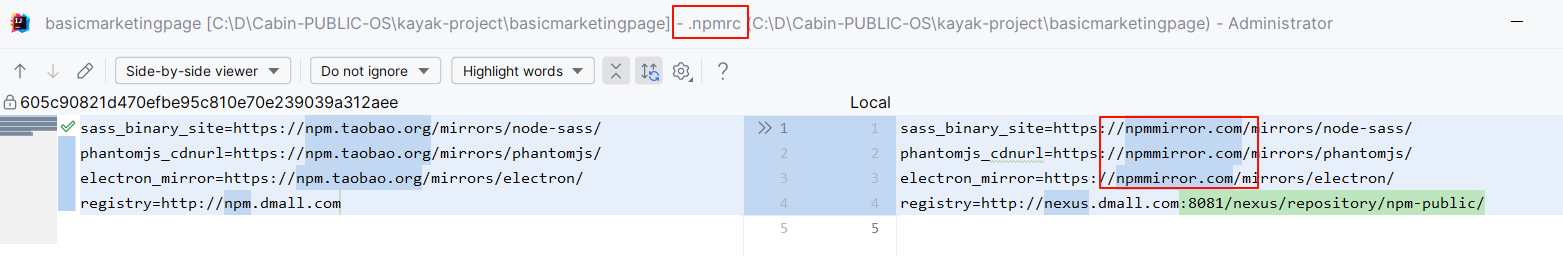 basicmarketingpage [C:\D\Cabin-PUBLIC-OS\kayak-project\basicmarketingpage] - .npmrc (C:\D\Cabin-PUBLIC-OS\kayak-project\basicmarketingpage) - Administrator
Side-by-side viewer Do not ignore Highlight words ?
605c90821d470efbe95c810e70e239039a312aee Local
sass_binary_site=https://npm.taobao.org/mirrors/node-sass/ 1 1 sass_binary_site=https://npmmirror.com/mirrors/node-sass/
phantomjs_cdnurl=https://npm.taobao.org/mirrors/phantomjs/ 2 2 phantomjs_cdnurl=https://npmmirror.com/mirrors/phantomjs/
electron_mirror=https://npm.taobao.org/mirrors/electron/ 3 3 electron_mirror=https://npmmirror.com/mirrors/electron/
registry=http://npm.dmall.com 4 4 registry=http://nexus.dmall.com:8081/nexus/repository/npm-public/
5 5